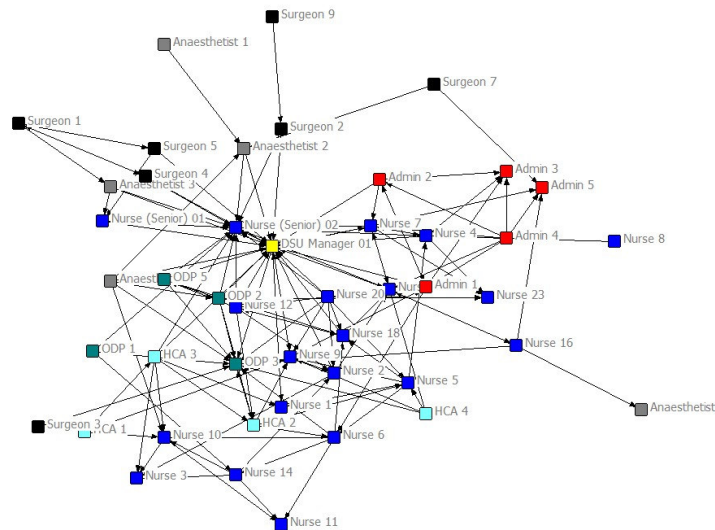 Surgeon 9
Anaesthetist 1
Surgeon 7
Surgeon 1
Surgeon 2
Surgeon 5
Anaesthetist 2
Surgeon 4
Admin 3
Admin 2
Anaesthetist 3
Admin 5
Nurse (Senior) 01
Nurse (Senior) 02
Nurse 7
Nurse 4
Admin 4
Nurse 8
DSU Manager 01
ODP 5
Admin 1
ODP 2
Nurse 20
Nurse 23
Nurse 12
Nurse 18
Nurse 16
ODP 1
HCA 3
Nurse 9
ODP 3
Nurse 2
Nurse 5
Nurse 1
Anaesthetist
HCA 4
Surgeon 3
HCA 2
HCA 1
Nurse 10
Nurse 6
Nurse 3
Nurse 14
Nurse 11